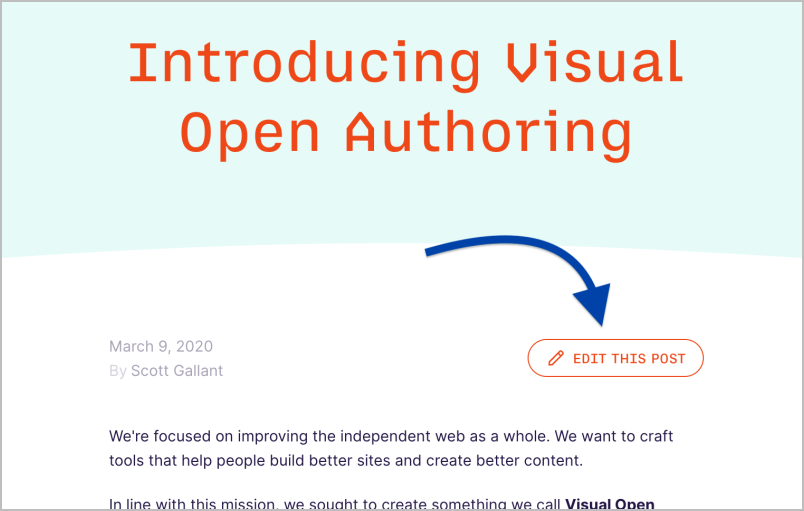 Introducing Visual
Open Authoring
March 9, 2020
By Scott Gallant
EDIT THIS POST
We're focused on improving the independent web as a whole. We want to craft
tools that help people build better sites and create better content.
In line with this mission, we sought to create something we call Visual Open